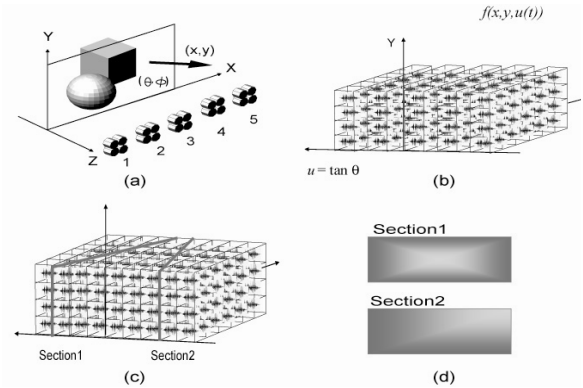 f(x,y,u(t))
Y
(x,y)
(θ,ϕ)
X
Z
1
2
3
4
5
(a)
Y
u = tan θ
(b)
Section1
Section2
(c)
Section1
Section2
(d)